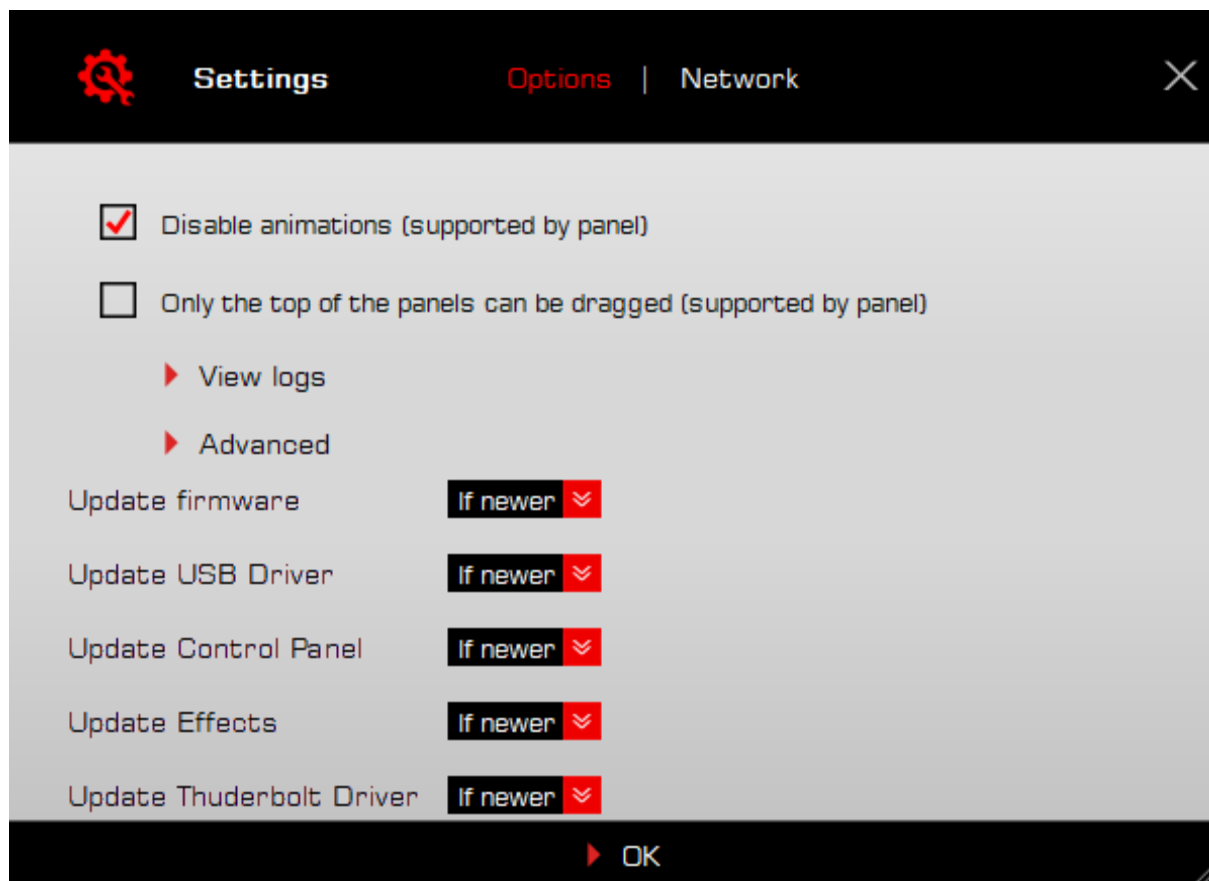 Settings Options | Network
Disable animations (supported by panel)
Only the top of the panels can be dragged (supported by panel)
View logs
Advanced
Update firmware If newer
Update USB Driver If newer
Update Control Panel If newer
Update Effects If newer
Update Thuderbolt Driver If newer
OK